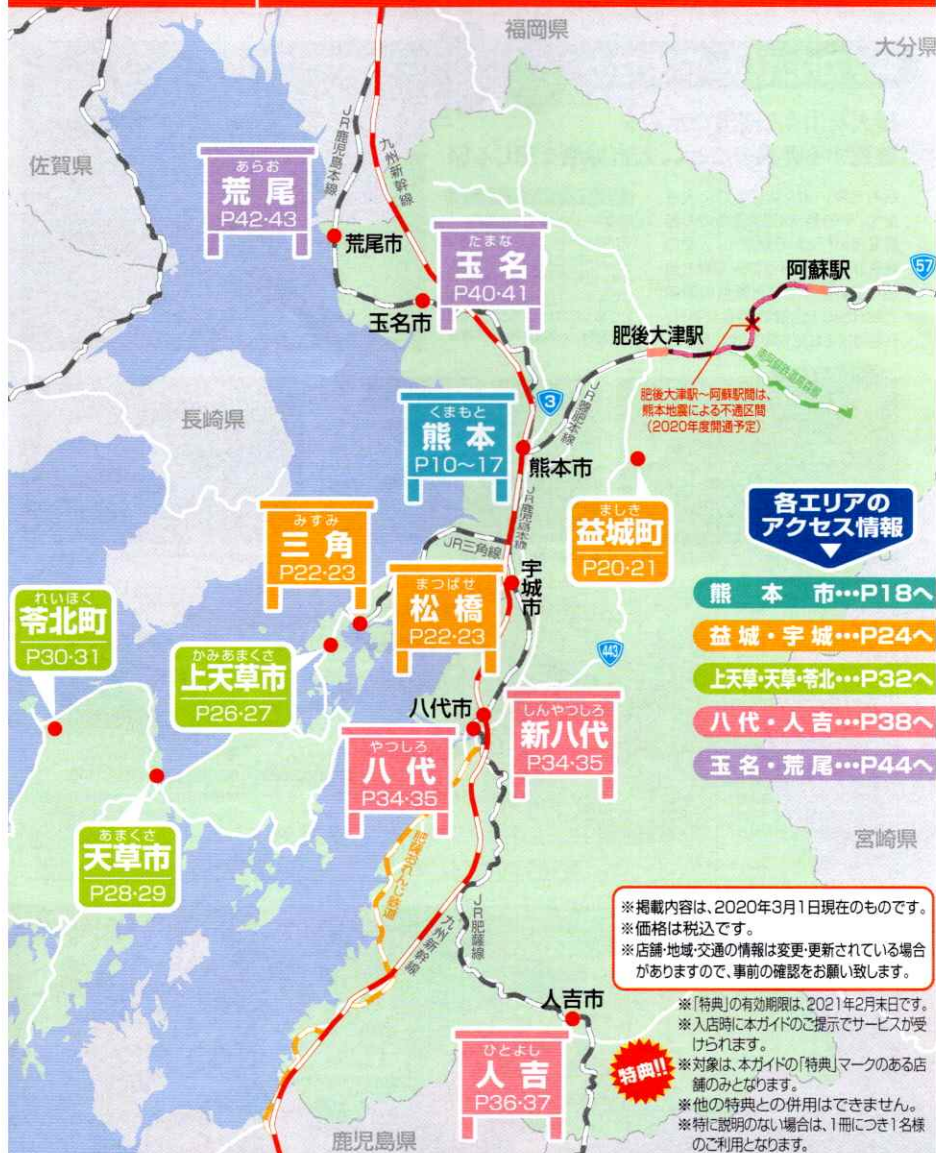 福岡県
大分県
佐賀県
JR鹿児島本線
九州新幹線
あらお
荒尾
P42・43
荒尾市
たまな
玉名
P40・41
玉名市
阿蘇駅
57
肥後大津駅
肥後大津駅~阿蘇駅間は、
熊本地震による不通区間
(2020年度開通予定)
JR豊肥本線
3
長崎県
くまもと
熊本
P10~17
熊本市
JR鹿児島本線
ましき
益城町
P20・21
各エリアの
アクセス情報
熊本市…P18へ
益城・宇城…P24へ
上天草・天草・苓北…P32へ
八代・人吉…P38へ
玉名・荒尾…P44へ
みすみ
三角
P22・23
JR三角線
まつばせ
松橋
P22・23
宇城市
れいほく
苓北町
P30・31
かみあまくさ
上天草市
P26・27
443
八代市
やつしろ
八代
P34・35
しんやつしろ
新八代
P34・35
あまくさ
天草市
P28・29
肥薩おれんじ鉄道
九州新幹線
JR肥薩線
宮崎県
人吉市
ひとよし
人吉
P36・37
鹿児島県
※掲載内容は、2020年3月1日現在のものです。
※価格は税込です。
※店舗・地域・交通の情報は変更・更新されている場合
がありますので、事前の確認をお願い致します。
特典!!
※「特典」の有効期限は、2021年2月末日です。
※入店時に本ガイドのご提示でサービスが受
けられます。
※対象は、本ガイドの「特典」マークのある店
舗のみとなります。
※他の特典との併用はできません。
※特に説明のない場合は、1冊につき1名様
のご利用となります。